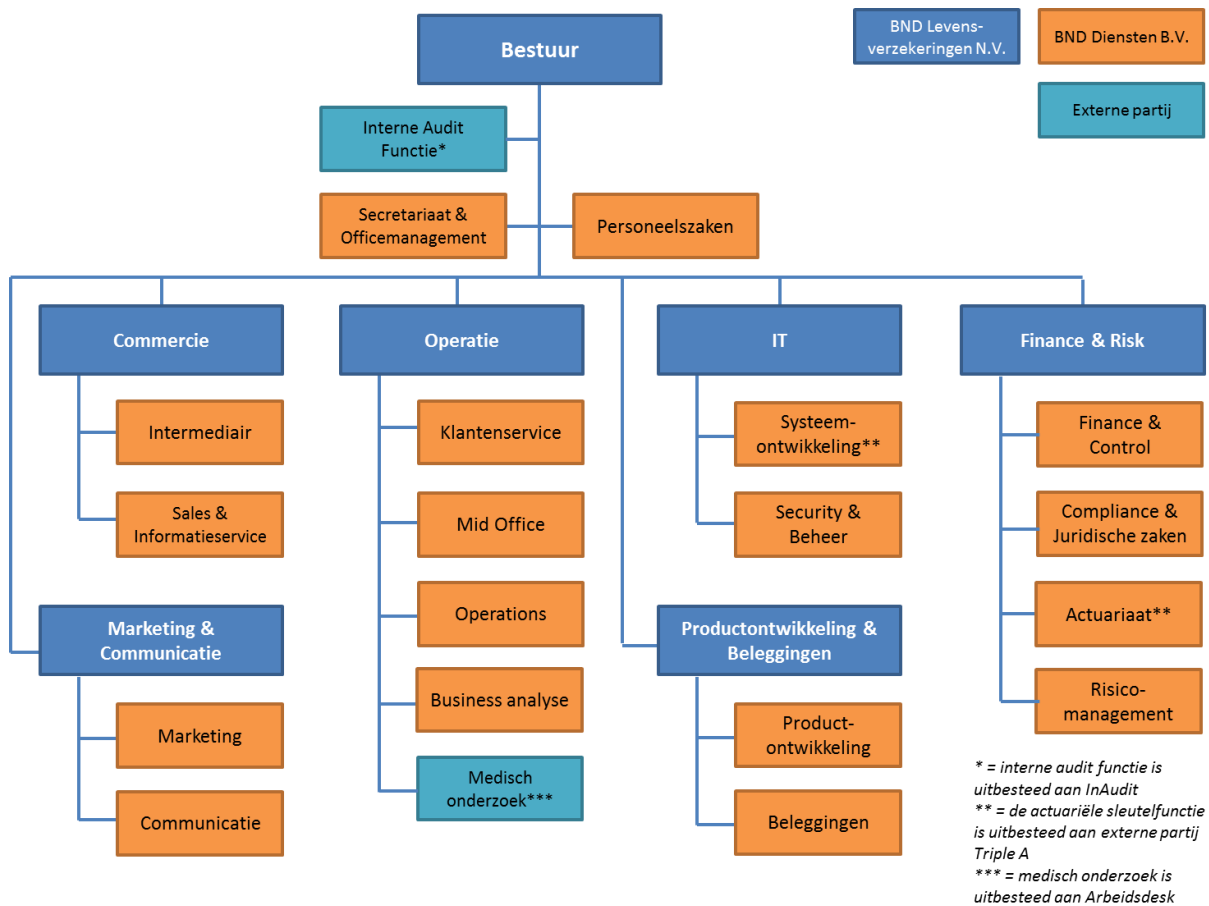 Bestuur
BND Levens-
verzekeringen N.V.
BND Diensten B.V.
Externe partij
Interne Audit
Functie*
Secretariaat &
Officemanagement
Personeelszaken
Commercie
Intermediair
Sales &
Informatieservice
Marketing &
Communicatie
Marketing
Communicatie
Operatie
Klantenservice
Mid Office
Operations
Business analyse
Medisch
onderzoek***
IT
Systeem-
ontwikkeling**
Security &
Beheer
Productontwikkeling &
Beleggingen
Product-
ontwikkeling
Beleggingen
Finance & Risk
Finance &
Control
Compliance &
Juridische zaken
Actuariaat**
Risico-
management
* = interne audit functie is
uitbesteed aan InAudit
** = de actuariële sleutelfunctie
is uitbesteed aan externe partij
Triple A
*** = medisch onderzoek is
uitbesteed aan Arbeidsdesk